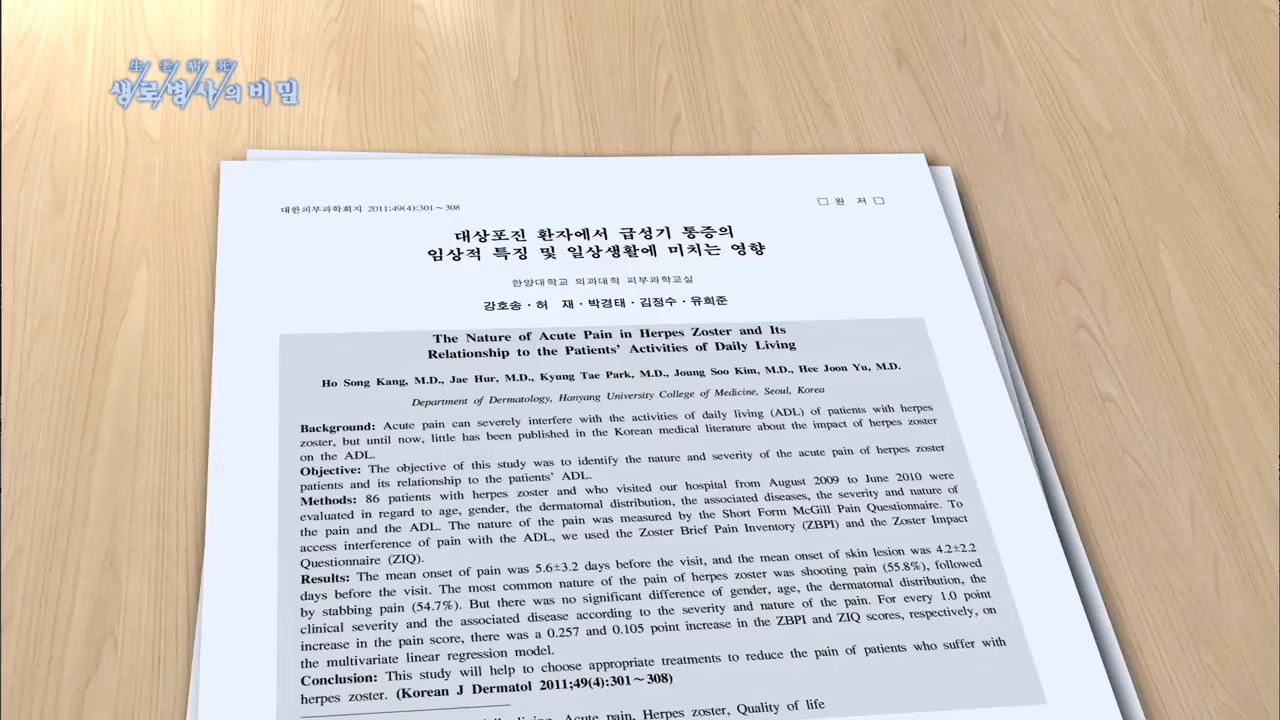 生老病死
생로병사의 비밀
대한피부과학회지 2011;49(4):301～308
□ 원 저 □
대상포진 환자에서 급성기 통증의
임상적 특징 및 일상생활에 미치는 영향
한양대학교 의과대학 피부과학교실
강호송· 허 재 · 박경태 · 김정수 · 유희준
The Nature of Acute Pain in Herpes Zoster and Its
Relationship to the Patients’ Activities of Daily Living
Ho Song Kang, M.D., Jae Hur, M.D., Kyung Tae Park, M.D., Joung Soo Kim, M.D., Hee Joon Yu, M.D.
Department of Dermatology, Hanyang University College of Medicine, Seoul, Korea
Background: Acute pain can severely interfere with the activities of daily living (ADL) of patients with herpes
zoster, but until now, little has been published in the Korean medical literature about the impact of herpes zoster
on the ADL.
Objective: The objective of this study was to identify the nature and severity of the acute pain of herpes zoster
patients and its relationship to the patients’ ADL.
Methods: 86 patients with herpes zoster and who visited our hospital from August 2009 to June 2010 were
evaluated in regard to age, gender, the dermatomal distribution, the associated diseases, the severity and nature of
the pain and the ADL. The nature of the pain was measured by the Short Form McGill Pain Questionnaire. To
access interference of pain with the ADL, we used the Zoster Brief Pain Inventory (ZBPI) and the Zoster Impact
Questionnaire (ZIQ).
Results: The mean onset of pain was 5.6±3.2 days before the visit, and the mean onset of skin lesion was 4.2±2.2
days before the visit. The most common nature of the pain of herpes zoster was shooting pain (55.8%), followed
by stabbing pain (54.7%). But there was no significant difference of gender, age, the dermatomal distribution, the
clinical severity and the associated disease according to the severity and nature of the pain. For every 1.0 point
increase in the pain score, there was a 0.257 and 0.105 point increase in the ZBPI and ZIQ scores, respectively, on
the multivariate linear regression model.
Conclusion: This study will help to choose appropriate treatments to reduce the pain of patients who suffer with
herpes zoster. (Korean J Dermatol 2011;49(4):301～308)
living, Acute pain, Herpes Zoster, Quality of life